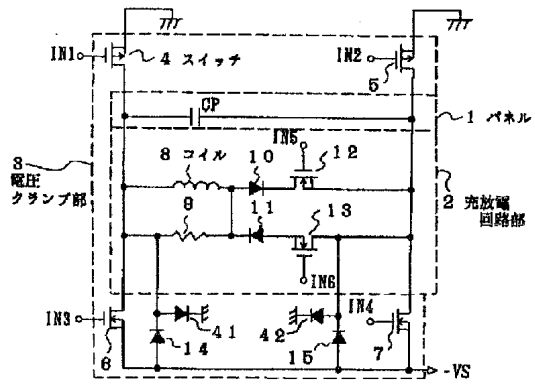 IN1
4 スイッチ
IN2
5
CP
1 パネル
IN5
8 コイル
10
12
3
電圧
クランプ部
9
11
13
2 充放電
回路部
IN6
IN3
6
41
14
42
15
IN4
7
-VS